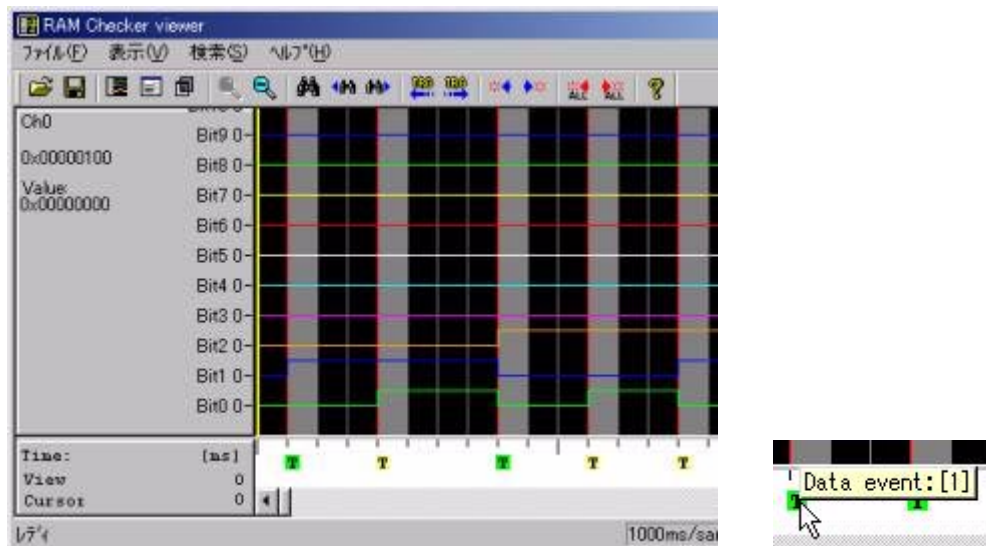 RAM Checker viewer
ファイル(F) 表示(V) 検索(S) ヘルプ(H)
Ch0
0x00000100
Value:
0x00000000
Bit9 0-
Bit8 0-
Bit7 0-
Bit6 0-
Bit5 0-
Bit4 0-
Bit3 0-
Bit2 0-
Bit1 0-
Bit0 0-
T T T T T
Time: [ms]
View 0
Cursor 0
レディ
1000ms/sa
Data event:[1]
T T